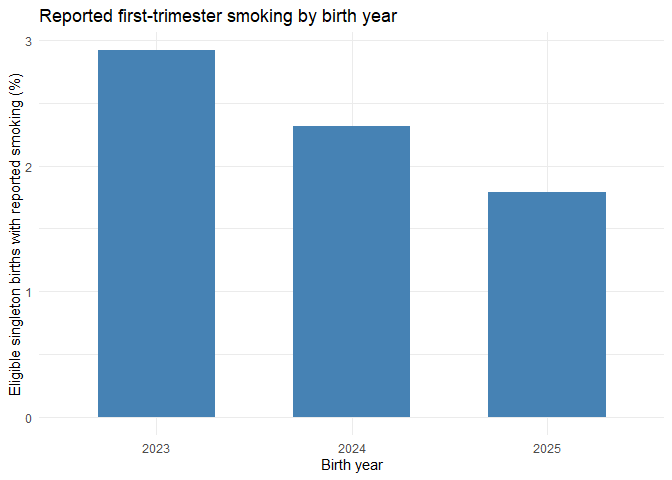 Reported first-trimester smoking by birth year
Eligible singleton births with reported smoking (%)
3
2
1
0
2023 2024 2025
Birth year